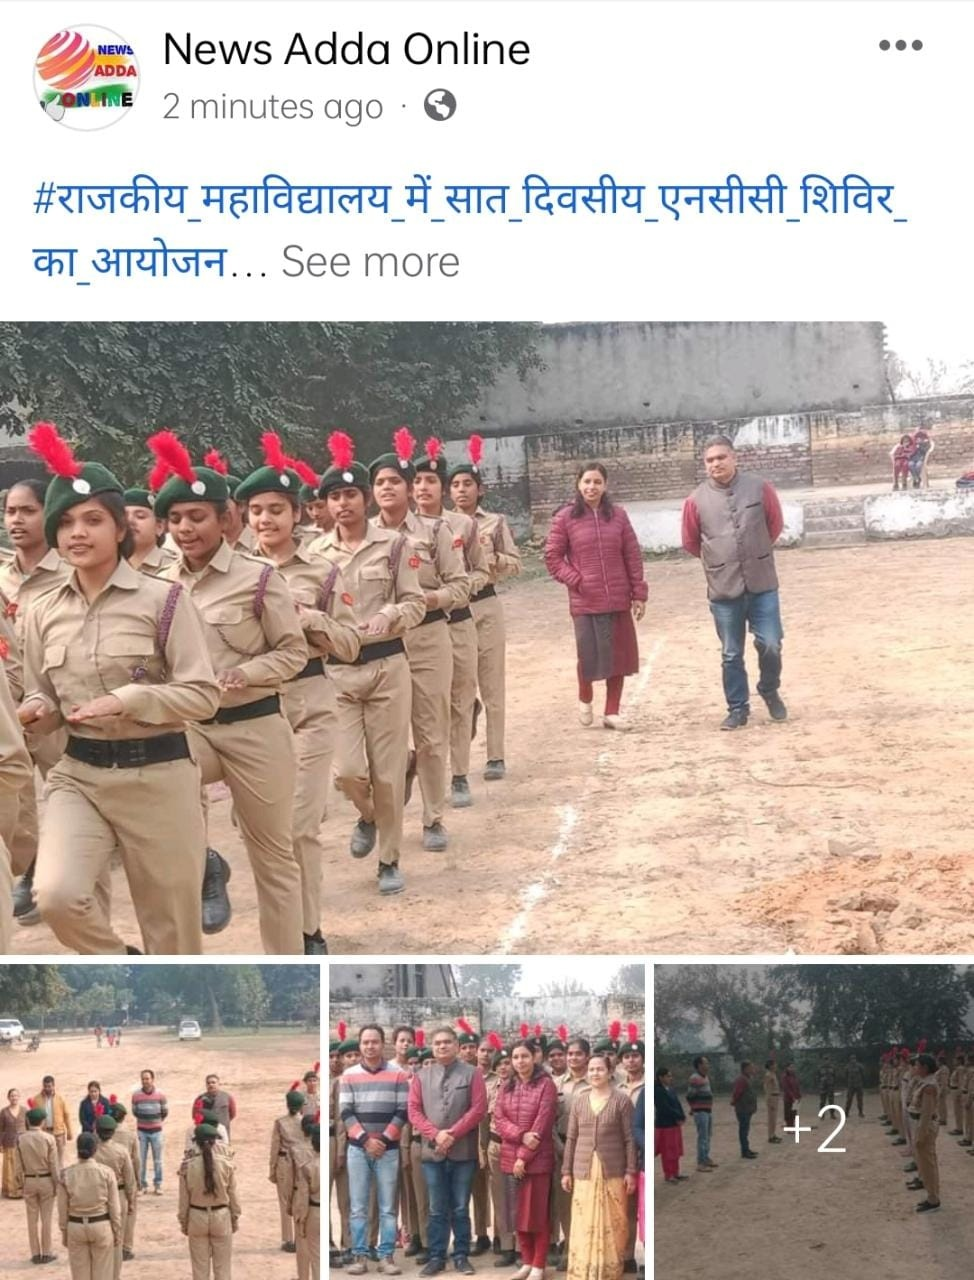 NEWS
ADDA
ONLINE
News Adda Online
2 minutes ago ·
#राजकीय_महाविद्यालय_में_सात_दिवसीय_एनसीसी_शिविर_
का_आयोजन... See more
+2